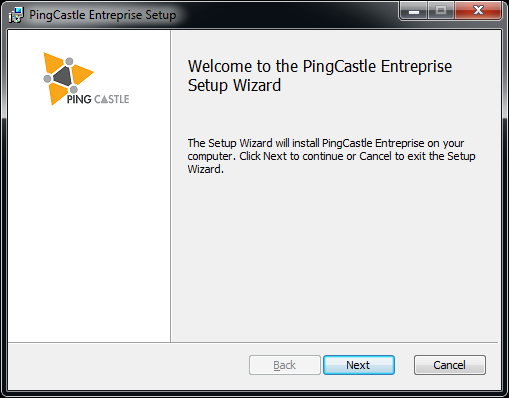 PingCastle Entreprise Setup
PING CASTLE
Welcome to the PingCastle Entreprise
Setup Wizard
The Setup Wizard will install PingCastle Entreprise on your
computer. Click Next to continue or Cancel to exit the Setup
Wizard.
Back
Next
Cancel